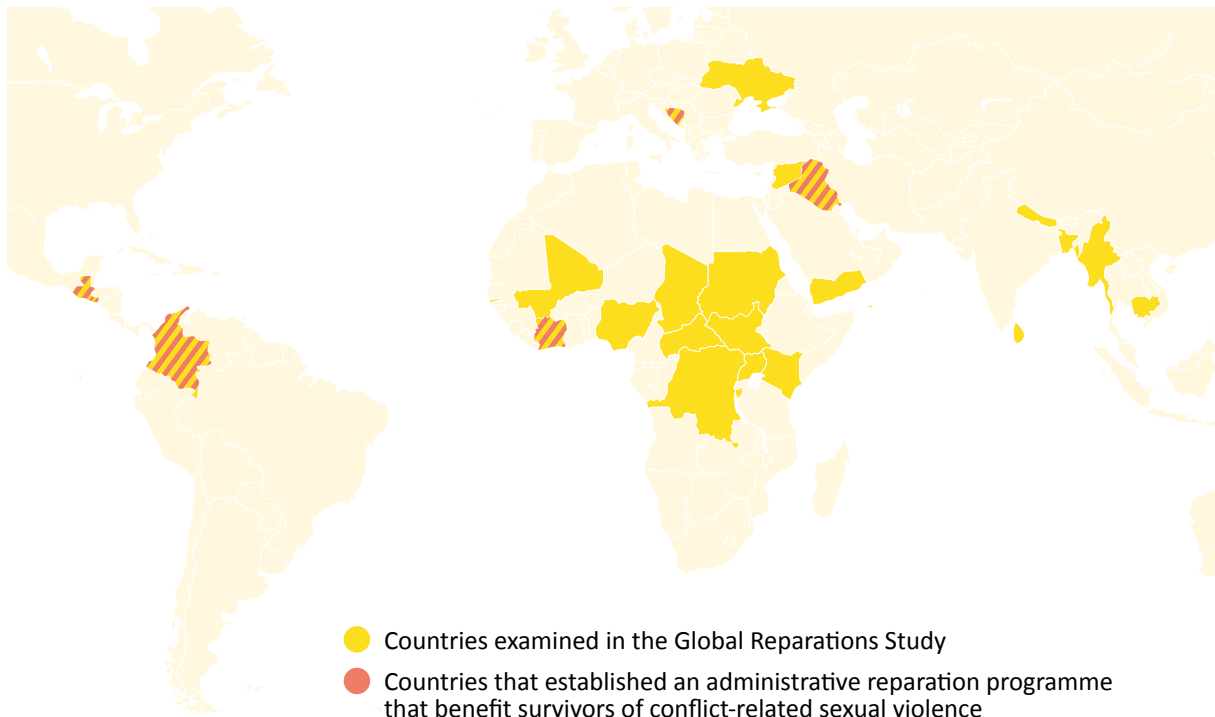 Countries examined in the Global Reparations Study
Countries that established an administrative reparation programme
that benefit survivors of conflict-related sexual violence